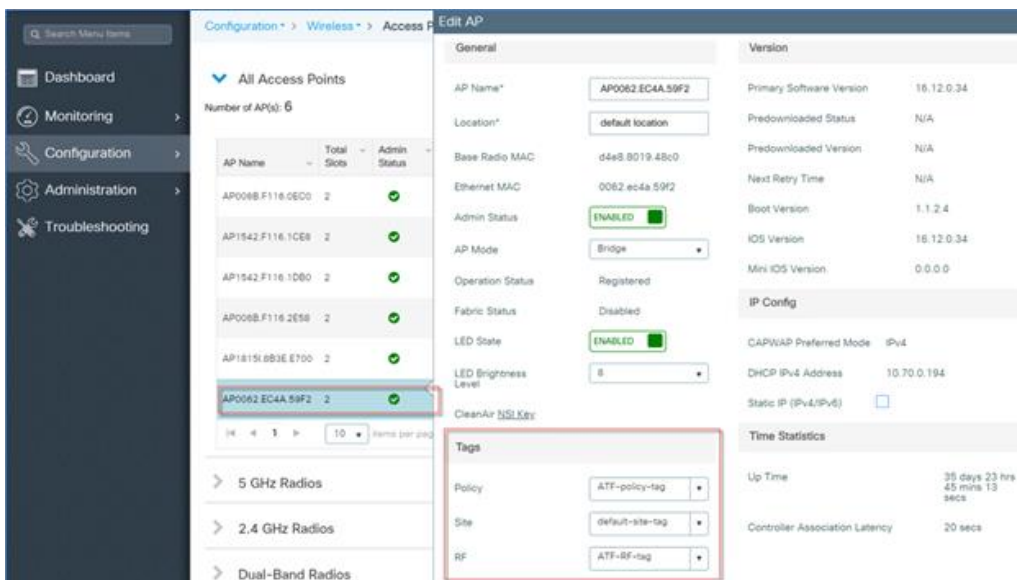 Search Menu Items
Dashboard
Monitoring
Configuration
Administration
Troubleshooting
Configuration > Wireless > Access P
All Access Points
Number of AP(s): 6
AP Name Total Slots Admin Status
AP006B.F116.0EC0 2
AP1542.F116.1CE8 2
AP1542.F116.1DB0 2
AP006B.F116.2E58 2
AP1815I.6B3E.E700 2
AP0062.EC4A.59F2 2
1 10 items per pag
5 GHz Radios
2.4 GHz Radios
Dual-Band Radios
Edit AP
General
AP Name* AP0062.EC4A.59F2
Location* default location
Base Radio MAC d4e8.8019.48c0
Ethernet MAC 0062.ec4a.59f2
Admin Status ENABLED
AP Mode Bridge
Operation Status Registered
Fabric Status Disabled
LED State ENABLED
LED Brightness Level 8
CleanAir NSI Key
Tags
Policy ATF-policy-tag
Site default-site-tag
RF ATF-RF-tag
Version
Primary Software Version 16.12.0.34
Predownloaded Status N/A
Predownloaded Version N/A
Next Retry Time N/A
Boot Version 1.1.2.4
IOS Version 16.12.0.34
Mini IOS Version 0.0.0.0
IP Config
CAPWAP Preferred Mode IPv4
DHCP IPv4 Address 10.70.0.194
Static IP (IPv4/IPv6)
Time Statistics
Up Time 35 days 23 hrs 45 mins 13 secs
Controller Association Latency 20 secs